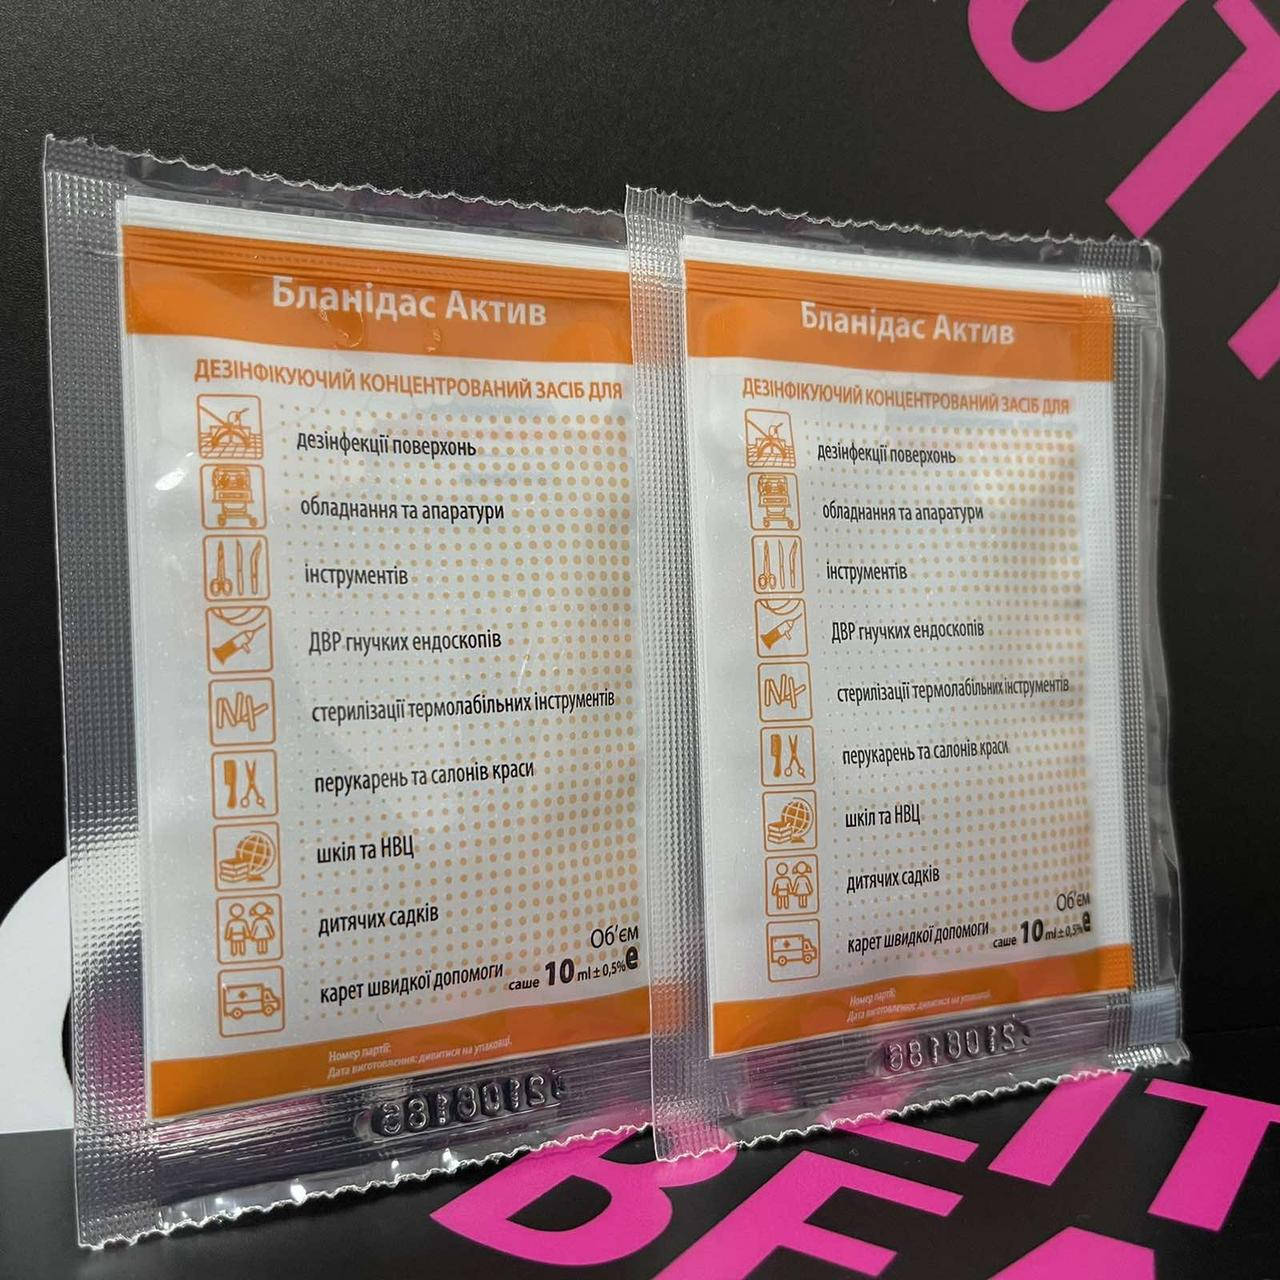 Бланідас Актив
ДЕЗІНФІКУЮЧИЙ КОНЦЕНТРОВАНИЙ ЗАСІБ ДЛЯ
дезінфекції поверхонь
обладнання та апаратури
інструментів
ДВР гнучких ендоскопів
стерилізації термолабільних інструментів
перукарень та салонів краси
шкіл та НВЦ
дитячих садків
карет швидкої допомоги
Об'єм
саше 10 ml ± 0,5% e
Номер партії:
Дата виготовлення: дивитися на упаковці.
Бланідас Актив
ДЕЗІНФІКУЮЧИЙ КОНЦЕНТРОВАНИЙ ЗАСІБ ДЛЯ
дезінфекції поверхонь
обладнання та апаратури
інструментів
ДВР гнучких ендоскопів
стерилізації термолабільних інструментів
перукарень та салонів краси
шкіл та НВЦ
дитячих садків
карет швидкої допомоги
Об'єм
саше 10 ml ± 0,5% e
Номер партії:
Дата виготовлення: дивитися на упаковці.